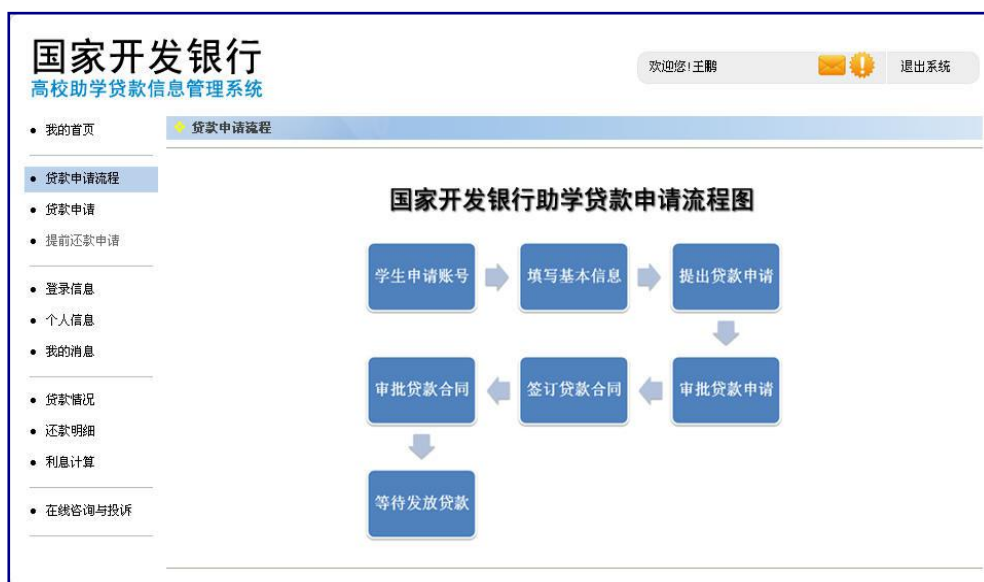 国家开发银行
高校助学贷款信息管理系统
欢迎您!王鹏
退出系统
我的首页
贷款申请流程
贷款申请
提前还款申请
登录信息
个人信息
我的消息
贷款情况
还款明细
利息计算
在线咨询与投诉
贷款申请流程
国家开发银行助学贷款申请流程图
学生申请账号
填写基本信息
提出贷款申请
审批贷款合同
签订贷款合同
审批贷款申请
等待发放贷款